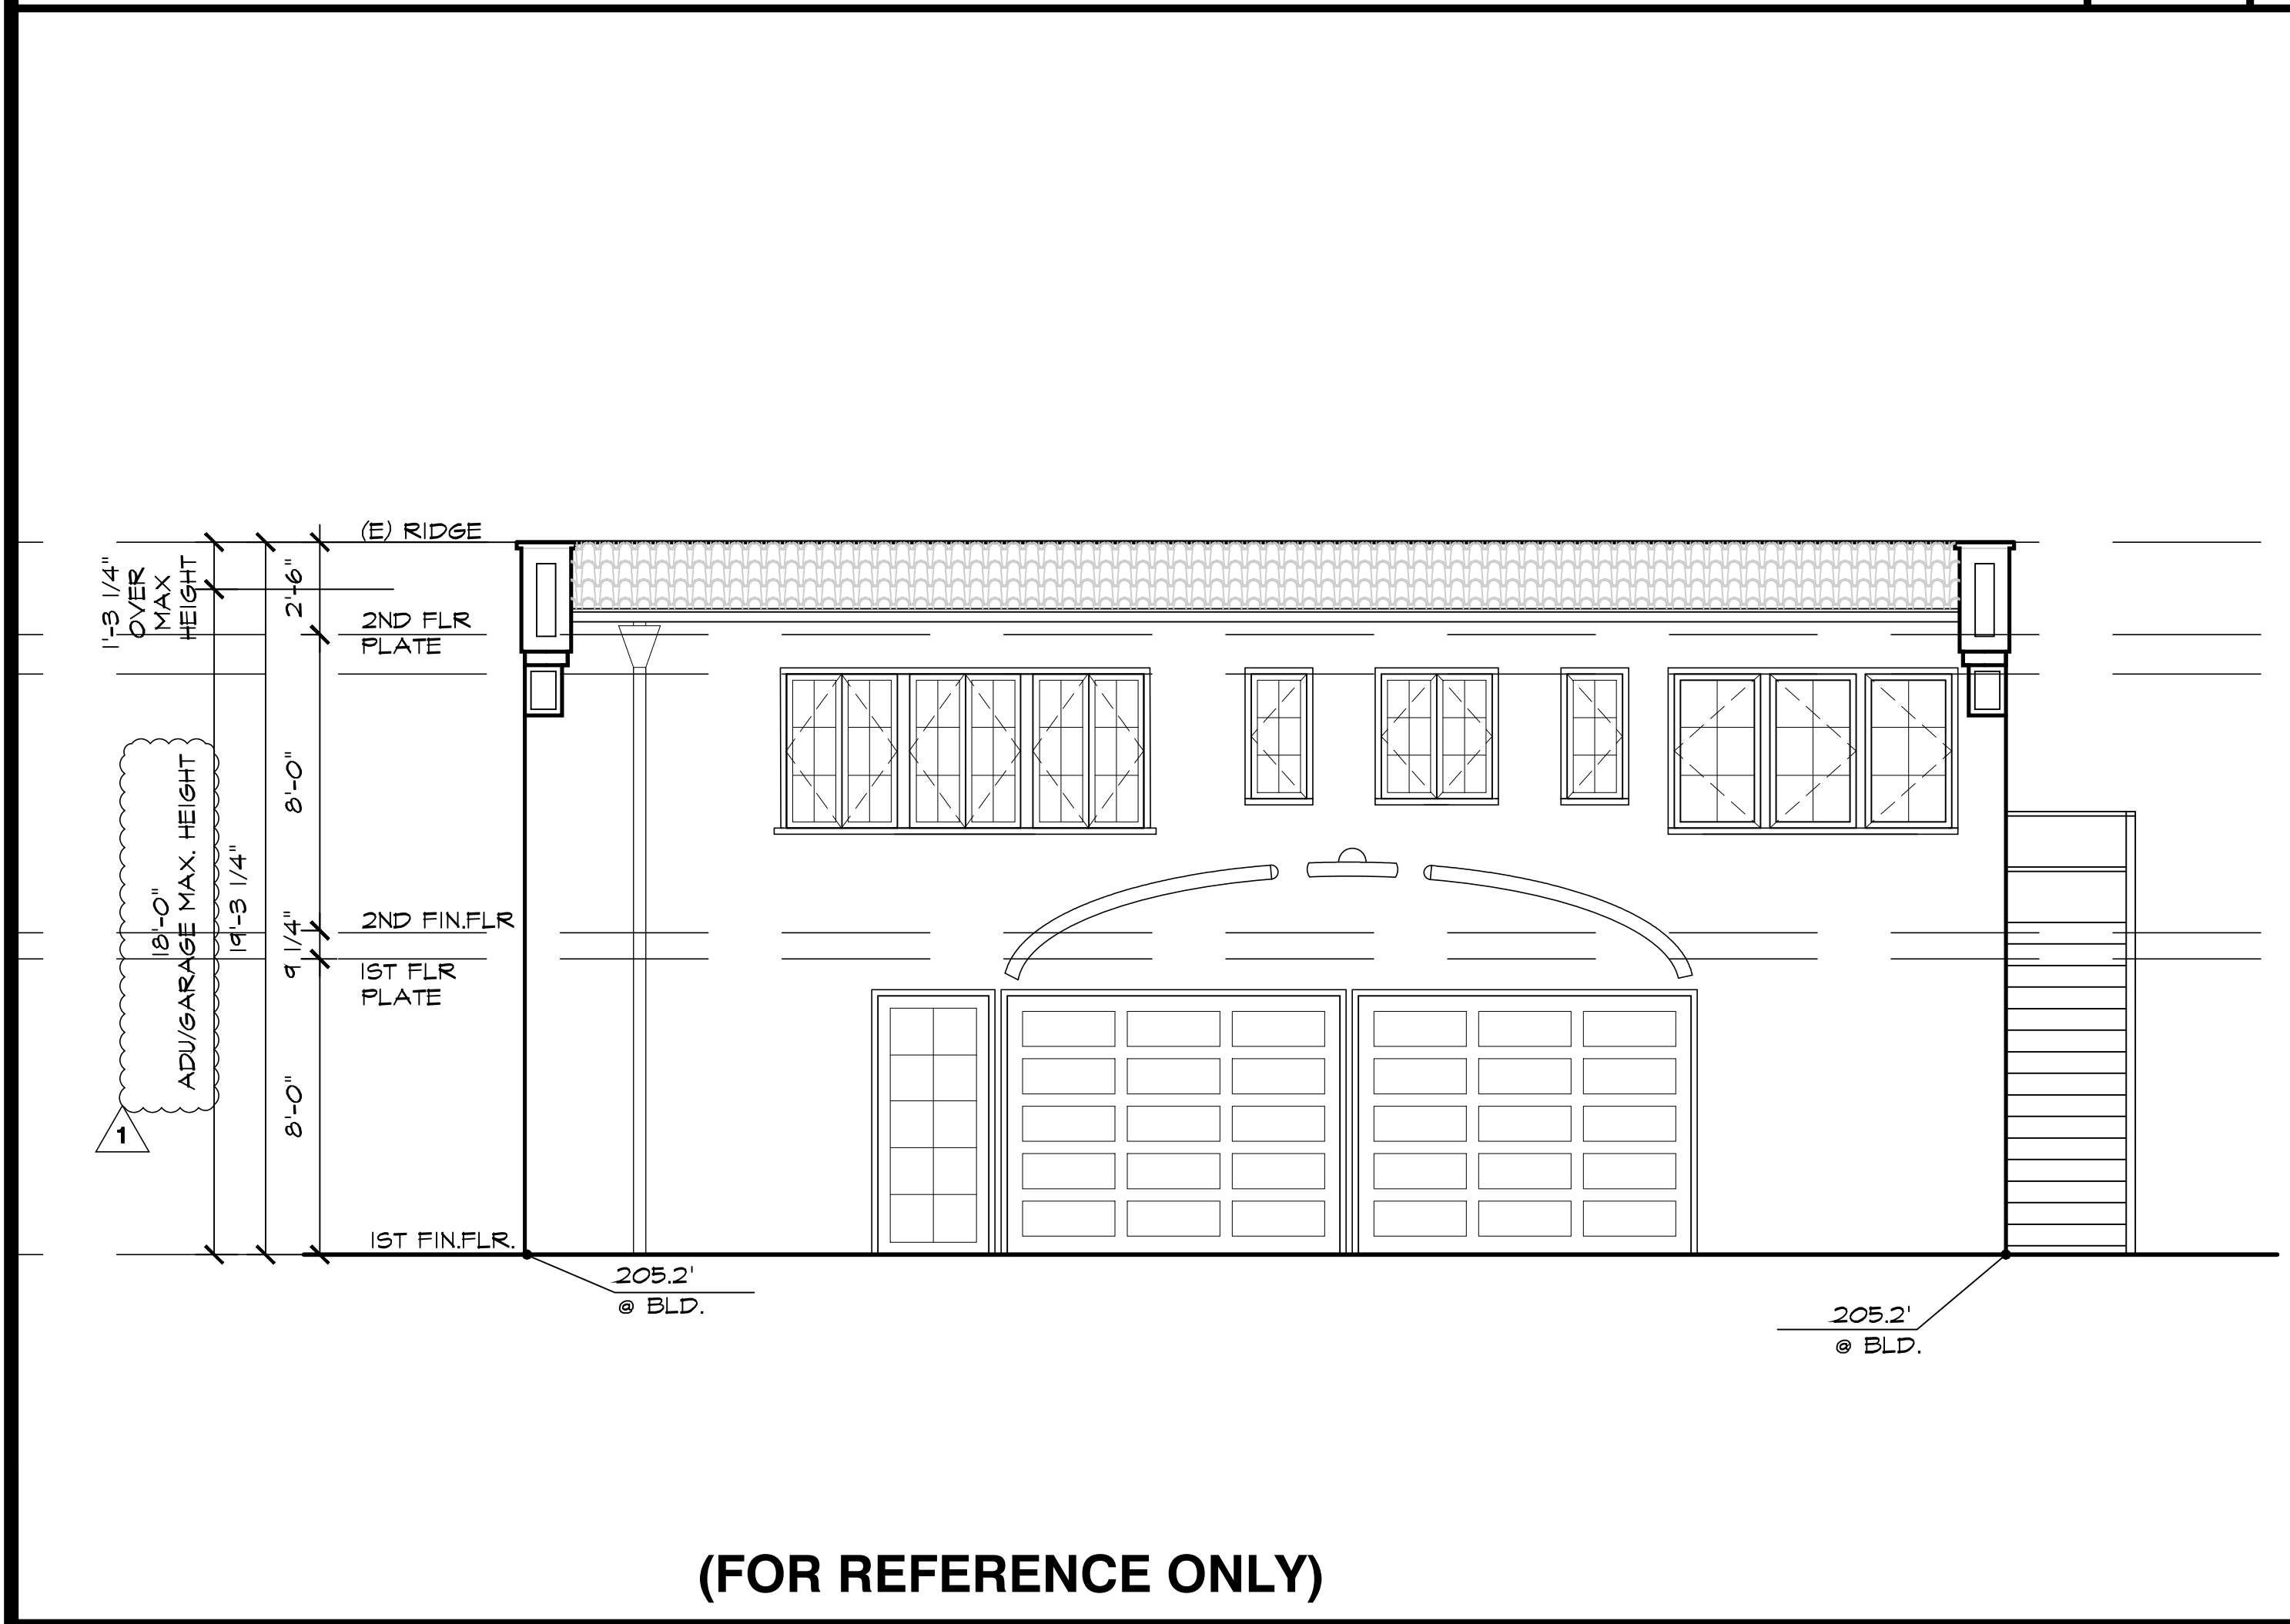 (E) RIDGE
1'-3 1/4"
OVER
MAX
HEIGHT
2'-6"
2ND FLR
PLATE
8'-0"
18'-0"
ADU/GARAGE MAX. HEIGHT
19'-3 1/4"
2ND FIN.FLR
9 1/4"
1ST FLR
PLATE
8'-0"
1
1ST FIN.FLR.
205.2'
@ BLD.
205.2'
@ BLD.
(FOR REFERENCE ONLY)